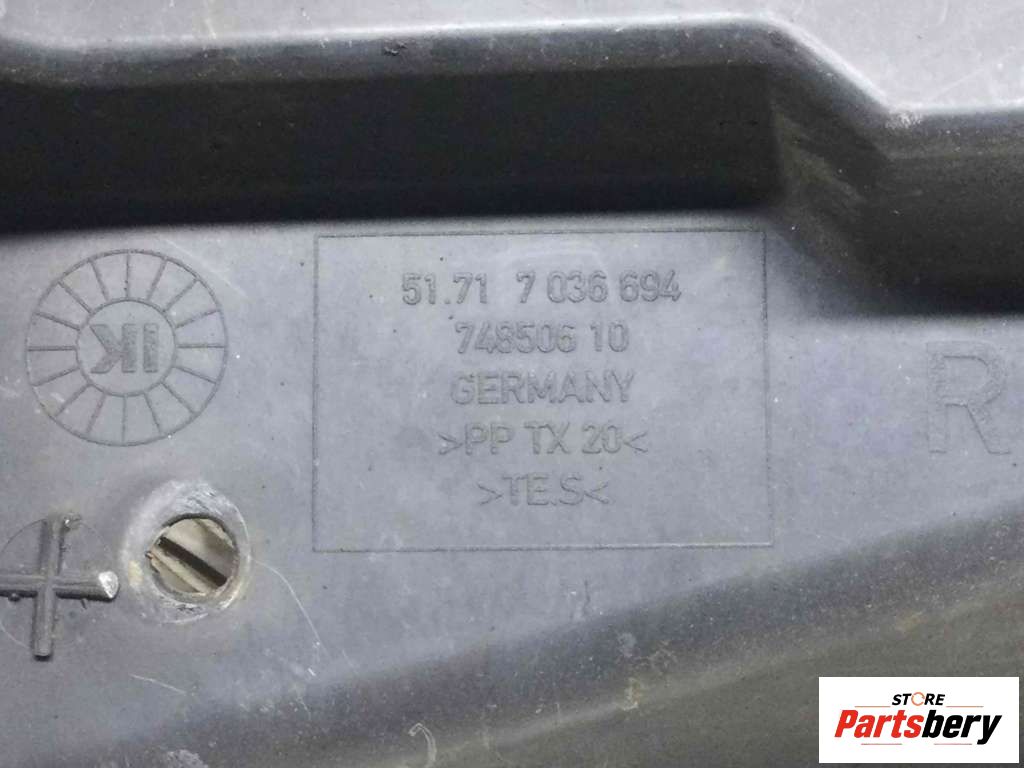 51.71 7 036 694
748506 10
GERMANY
>PP TX 20<
>TE.S<
R
STORE
Partsbery